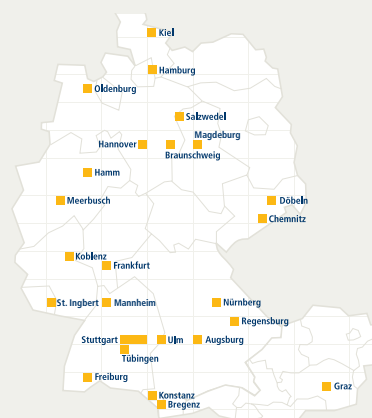 Kiel
Hamburg
Oldenburg
Salzwedel
Magdeburg
Hannover
Braunschweig
Hamm
Meerbusch
Döbeln
Chemnitz
Koblenz
Frankfurt
St. Ingbert
Mannheim
Nürnberg
Regensburg
Stuttgart
Ulm
Augsburg
Tübingen
Freiburg
Graz
Konstanz
Bregenz